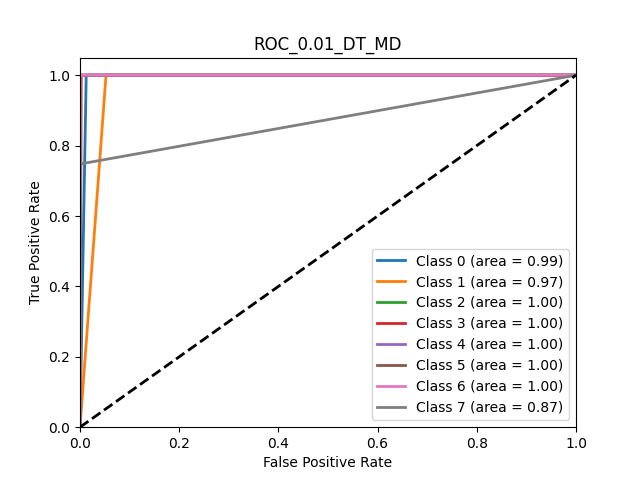 ROC_0.01_DT_MD
True Positive Rate
1.0
0.8
0.6
0.4
0.2
0.0
Class 0 (area = 0.99)
Class 1 (area = 0.97)
Class 2 (area = 1.00)
Class 3 (area = 1.00)
Class 4 (area = 1.00)
Class 5 (area = 1.00)
Class 6 (area = 1.00)
Class 7 (area = 0.87)
0.0 0.2 0.4 0.6 0.8 1.0
False Positive Rate